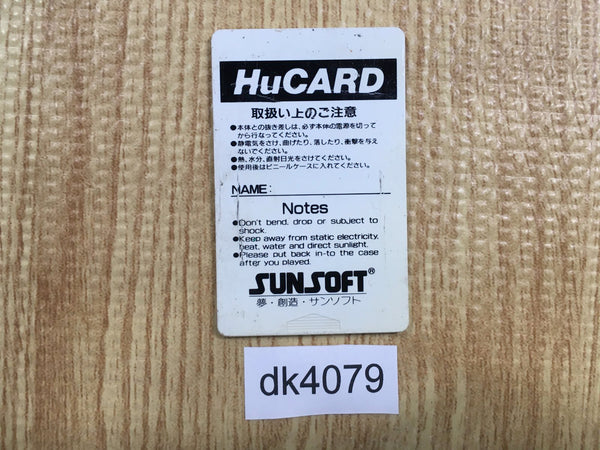 HuCARD
取扱い上のご注意
●本体との抜き差しは、必ず本体の電源を切って
から行なってください。
●静電気をさけ、曲げたり、落したり、衝撃を与え
ないでください。
●熱、水分、直射日光をさけてください。
●使用後はビニールケースに入れてください。
NAME:
Notes
●Don't bend, drop or subject to
shock.
●Keep away from static electricity,
heat, water and direct sunlight.
●Please put back in-to the case
after you played.
SUNSOFT®
夢・創造・サンソフト
dk4079